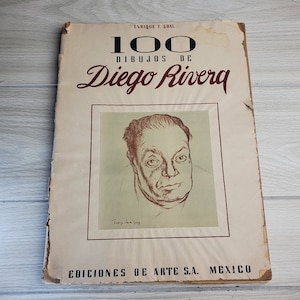 ENRIQUE F. GUAL
100
DIBUJOS DE
Diego Rivera
EDICIONES DE ARTE S.A. MEXICO